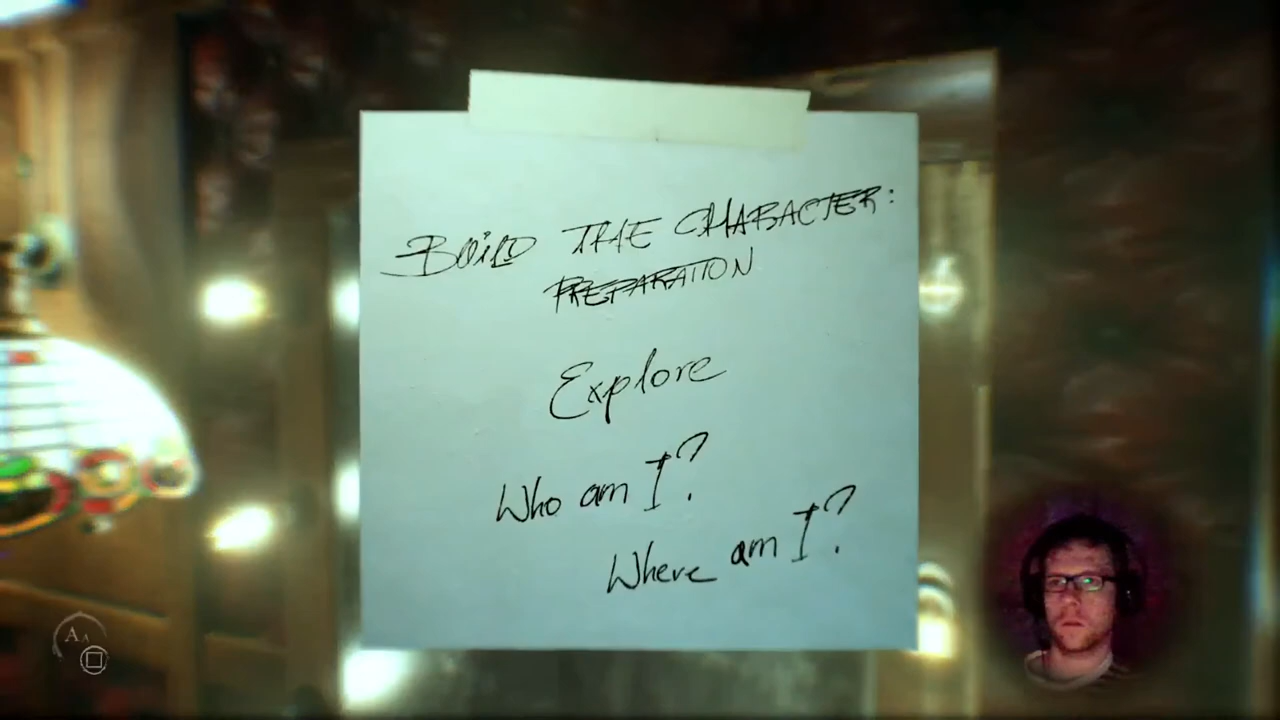 BUILD THE CHARACTER:
PREPARATION
Explore
Who am I?
Where am I?
A A